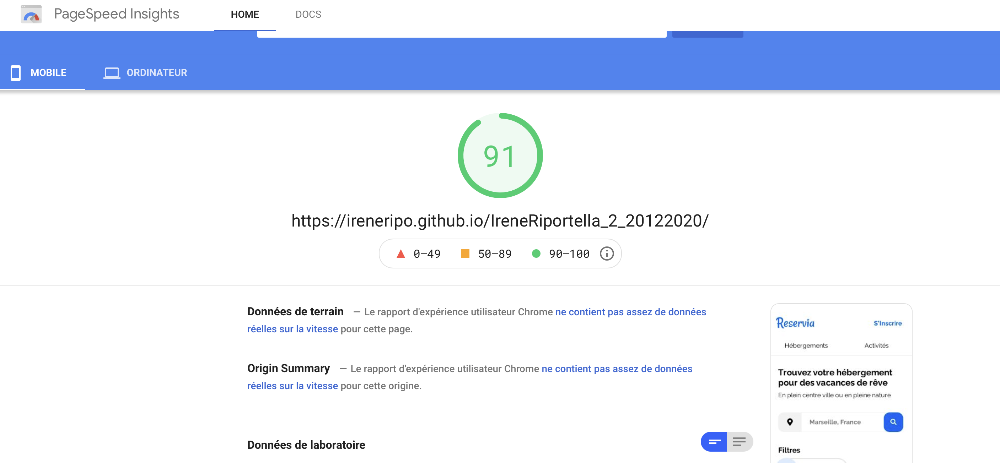 PageSpeed Insights
HOME
DOCS
MOBILE
ORDINATEUR
91
https://ireneripo.github.io/IreneRiportella_2_20122020/
0–49
50–89
90–100
Données de terrain — Le rapport d'expérience utilisateur Chrome ne contient pas assez de données
réelles sur la vitesse pour cette page.
Origin Summary — Le rapport d'expérience utilisateur Chrome ne contient pas assez de données
réelles sur la vitesse pour cette origine.
Données de laboratoire
Reservia
S'Inscrire
Hébergements
Activités
Trouvez votre hébergement
pour des vacances de rêve
En plein centre ville ou en pleine nature
Marseille, France
Filtres